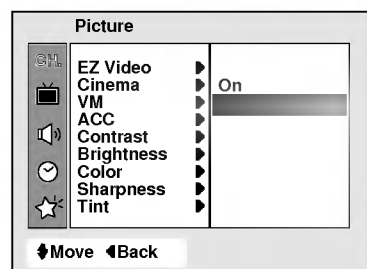 Picture
CH.
EZ Video
Cinema
VM
ACC
Contrast
Brightness
Color
Sharpness
Tint
On
Move Back